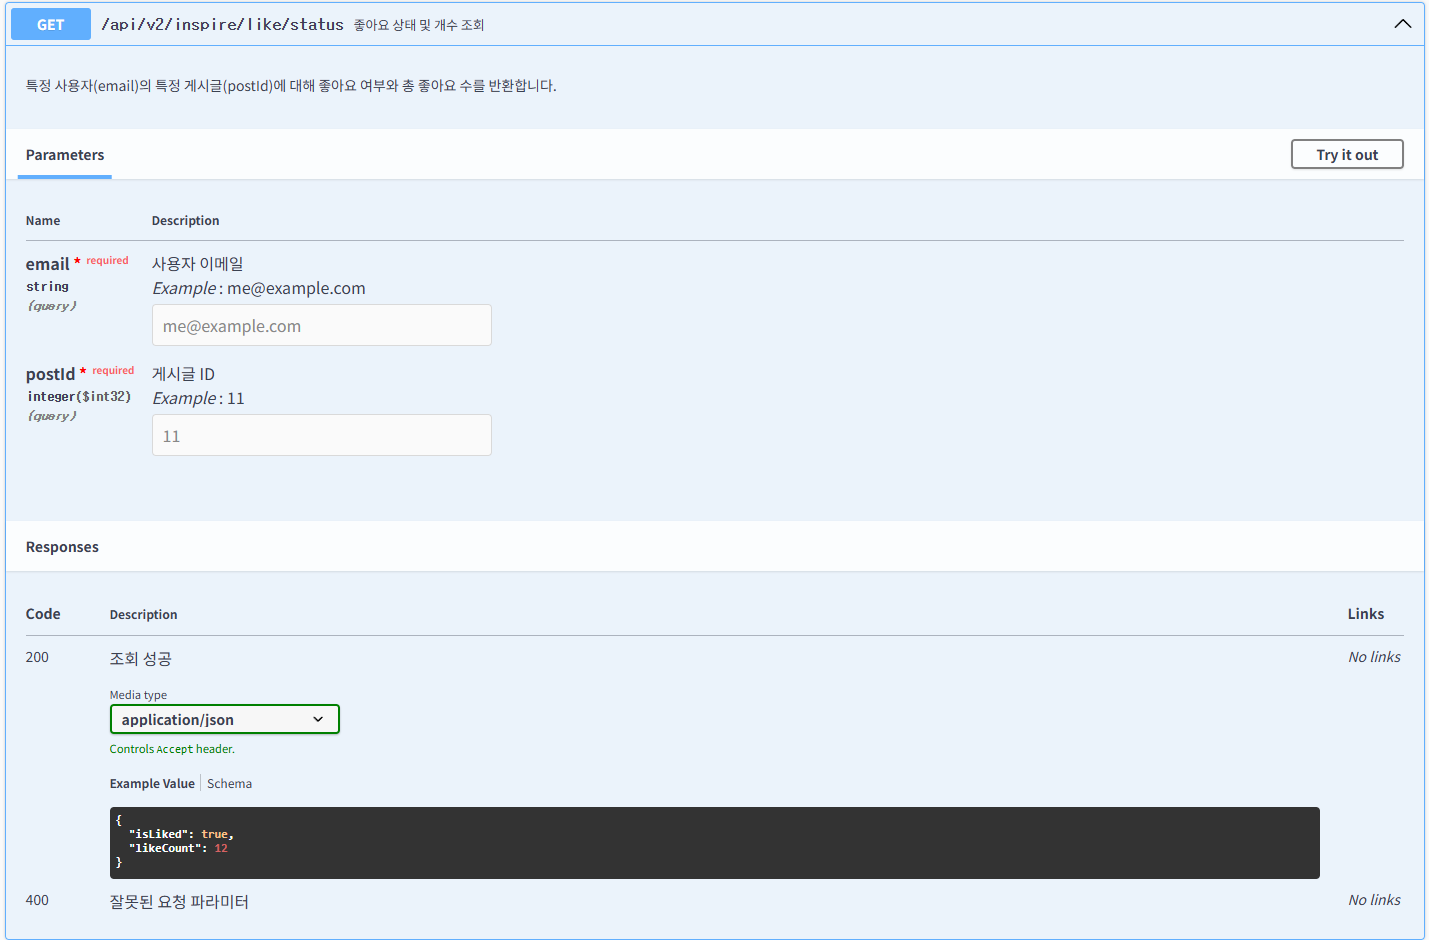 GET /api/v2/inspire/like/status 좋아요 상태 및 개수 조회
특정 사용자(email)의 특정 게시글(postId)에 대해 좋아요 여부와 총 좋아요 수를 반환합니다.
Parameters Try it out
Name Description
email * required 사용자 이메일
string Example : me@example.com
(query)
me@example.com
postId * required 게시글 ID
integer($int32) Example : 11
(query)
11
Responses
Code Description Links
200 조회 성공 No links
Media type
application/json
Controls Accept header.
Example Value Schema
{
"isLiked": true,
"likeCount": 12
}
400 잘못된 요청 파라미터 No links